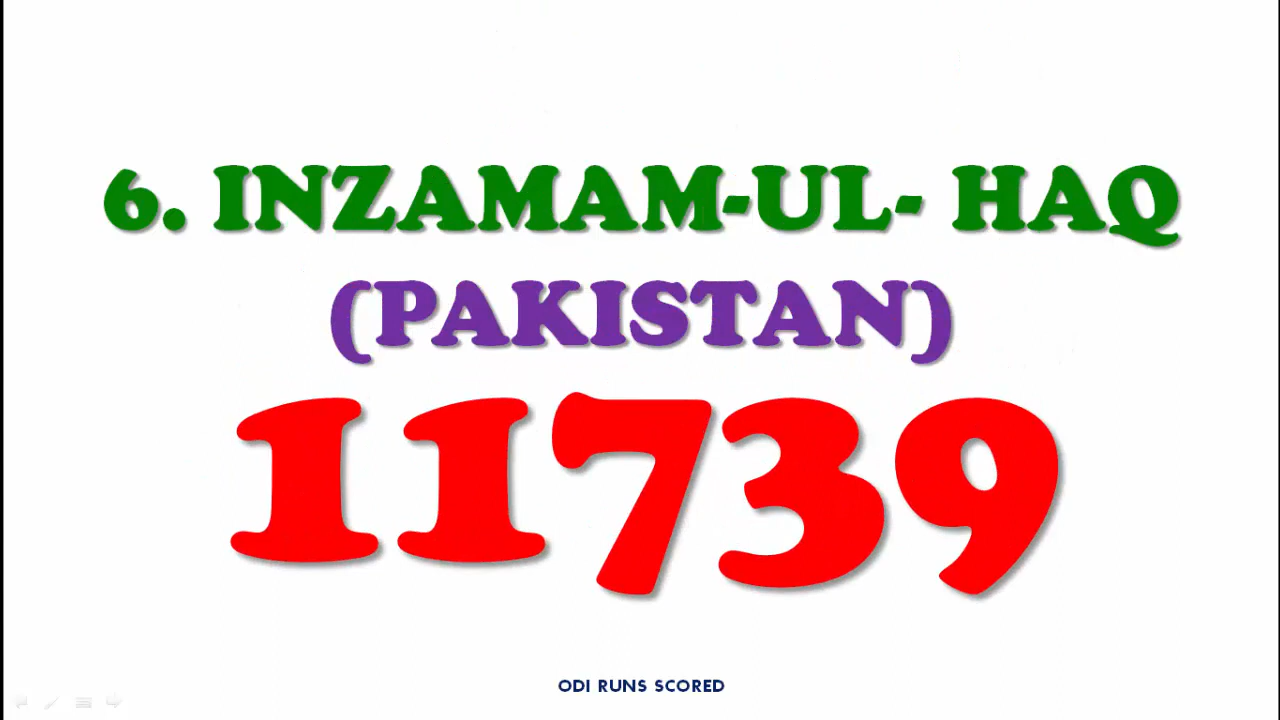 6. INZAMAM-UL- HAQ
(PAKISTAN)
11739
ODI RUNS SCORED